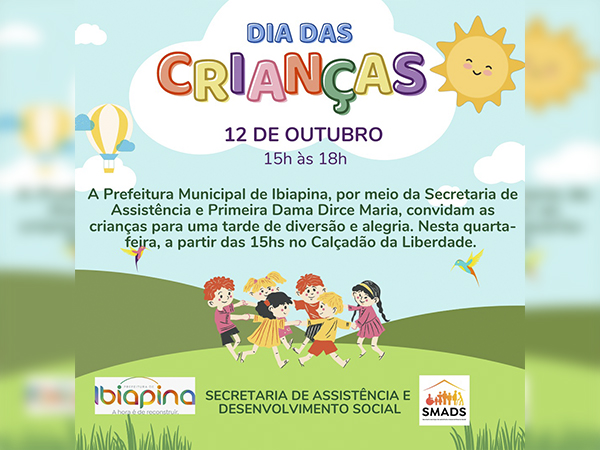 DIA DAS
CRIANÇAS
12 DE OUTUBRO
15h às 18h
A Prefeitura Municipal de Ibiapina, por meio da Secretaria de
Assistência e Primeira Dama Dirce Maria, convidam as
crianças para uma tarde de diversão e alegria. Nesta quarta-
feira, a partir das 15hs no Calçadão da Liberdade.
PREFEITURA DE
Ibiapina
A hora é de reconstruir.
SECRETARIA DE ASSISTÊNCIA E
DESENVOLVIMENTO SOCIAL
SMADS